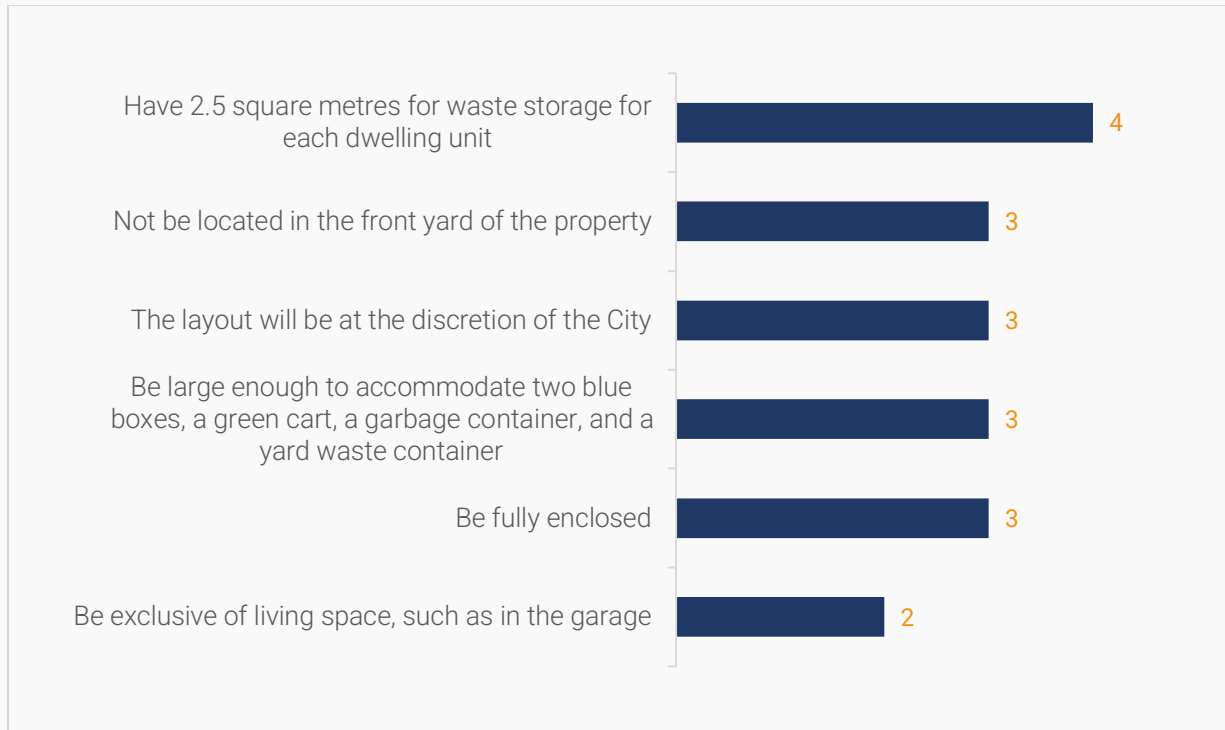 Have 2.5 square metres for waste storage for
each dwelling unit
4
Not be located in the front yard of the property
3
The layout will be at the discretion of the City
3
Be large enough to accommodate two blue
boxes, a green cart, a garbage container, and a
yard waste container
3
Be fully enclosed
3
Be exclusive of living space, such as in the garage
2